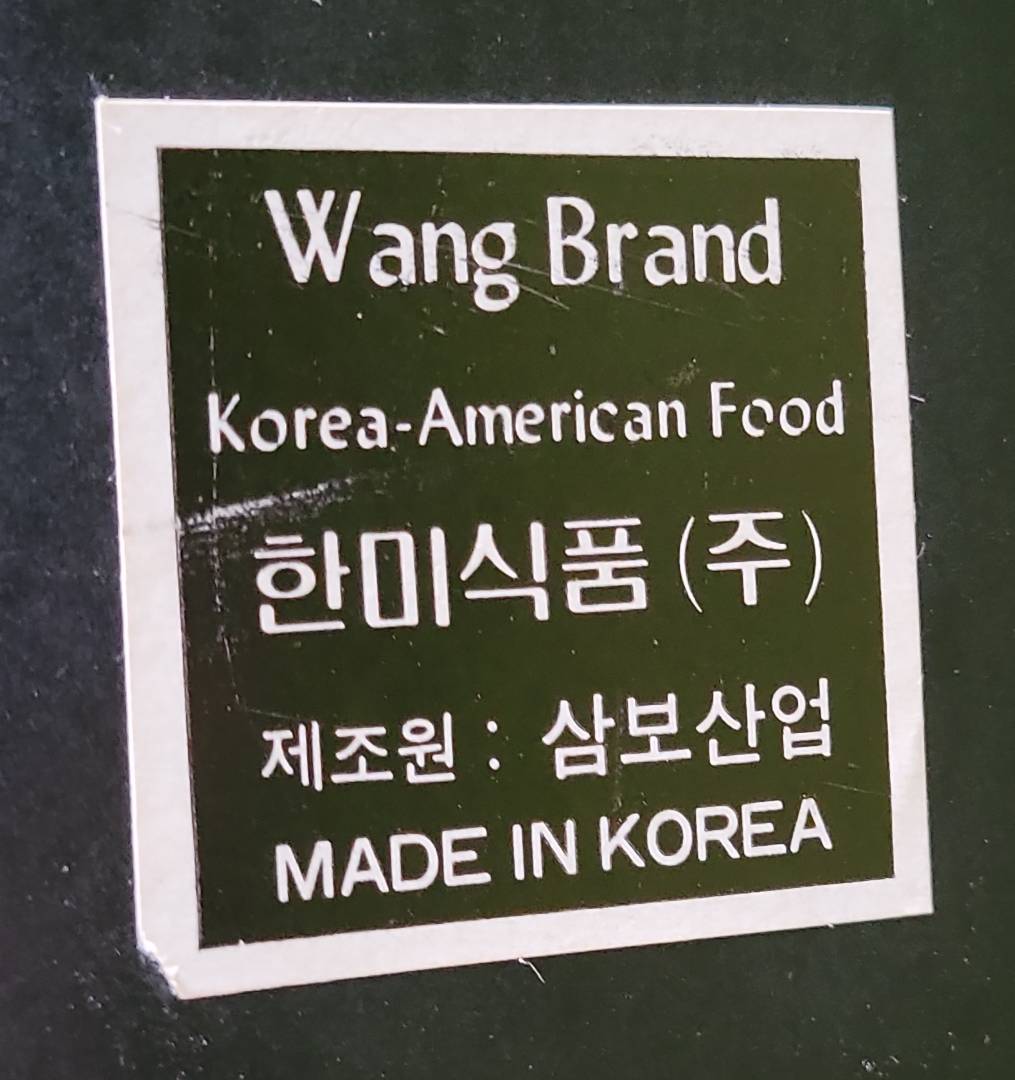 Wang Brand
Korea-American Food
한미식품 (주)
제조원 : 삼보산업
MADE IN KOREA